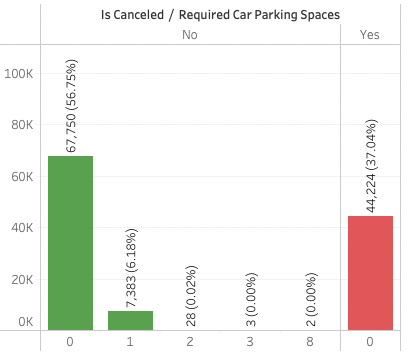 Is Canceled / Required Car Parking Spaces
No
Yes
100K
80K
60K
40K
20K
0K
67,750 (56.75%)
7,383 (6.18%)
28 (0.02%)
3 (0.00%)
2 (0.00%)
44,224 (37.04%)
0
1
2
3
8
0